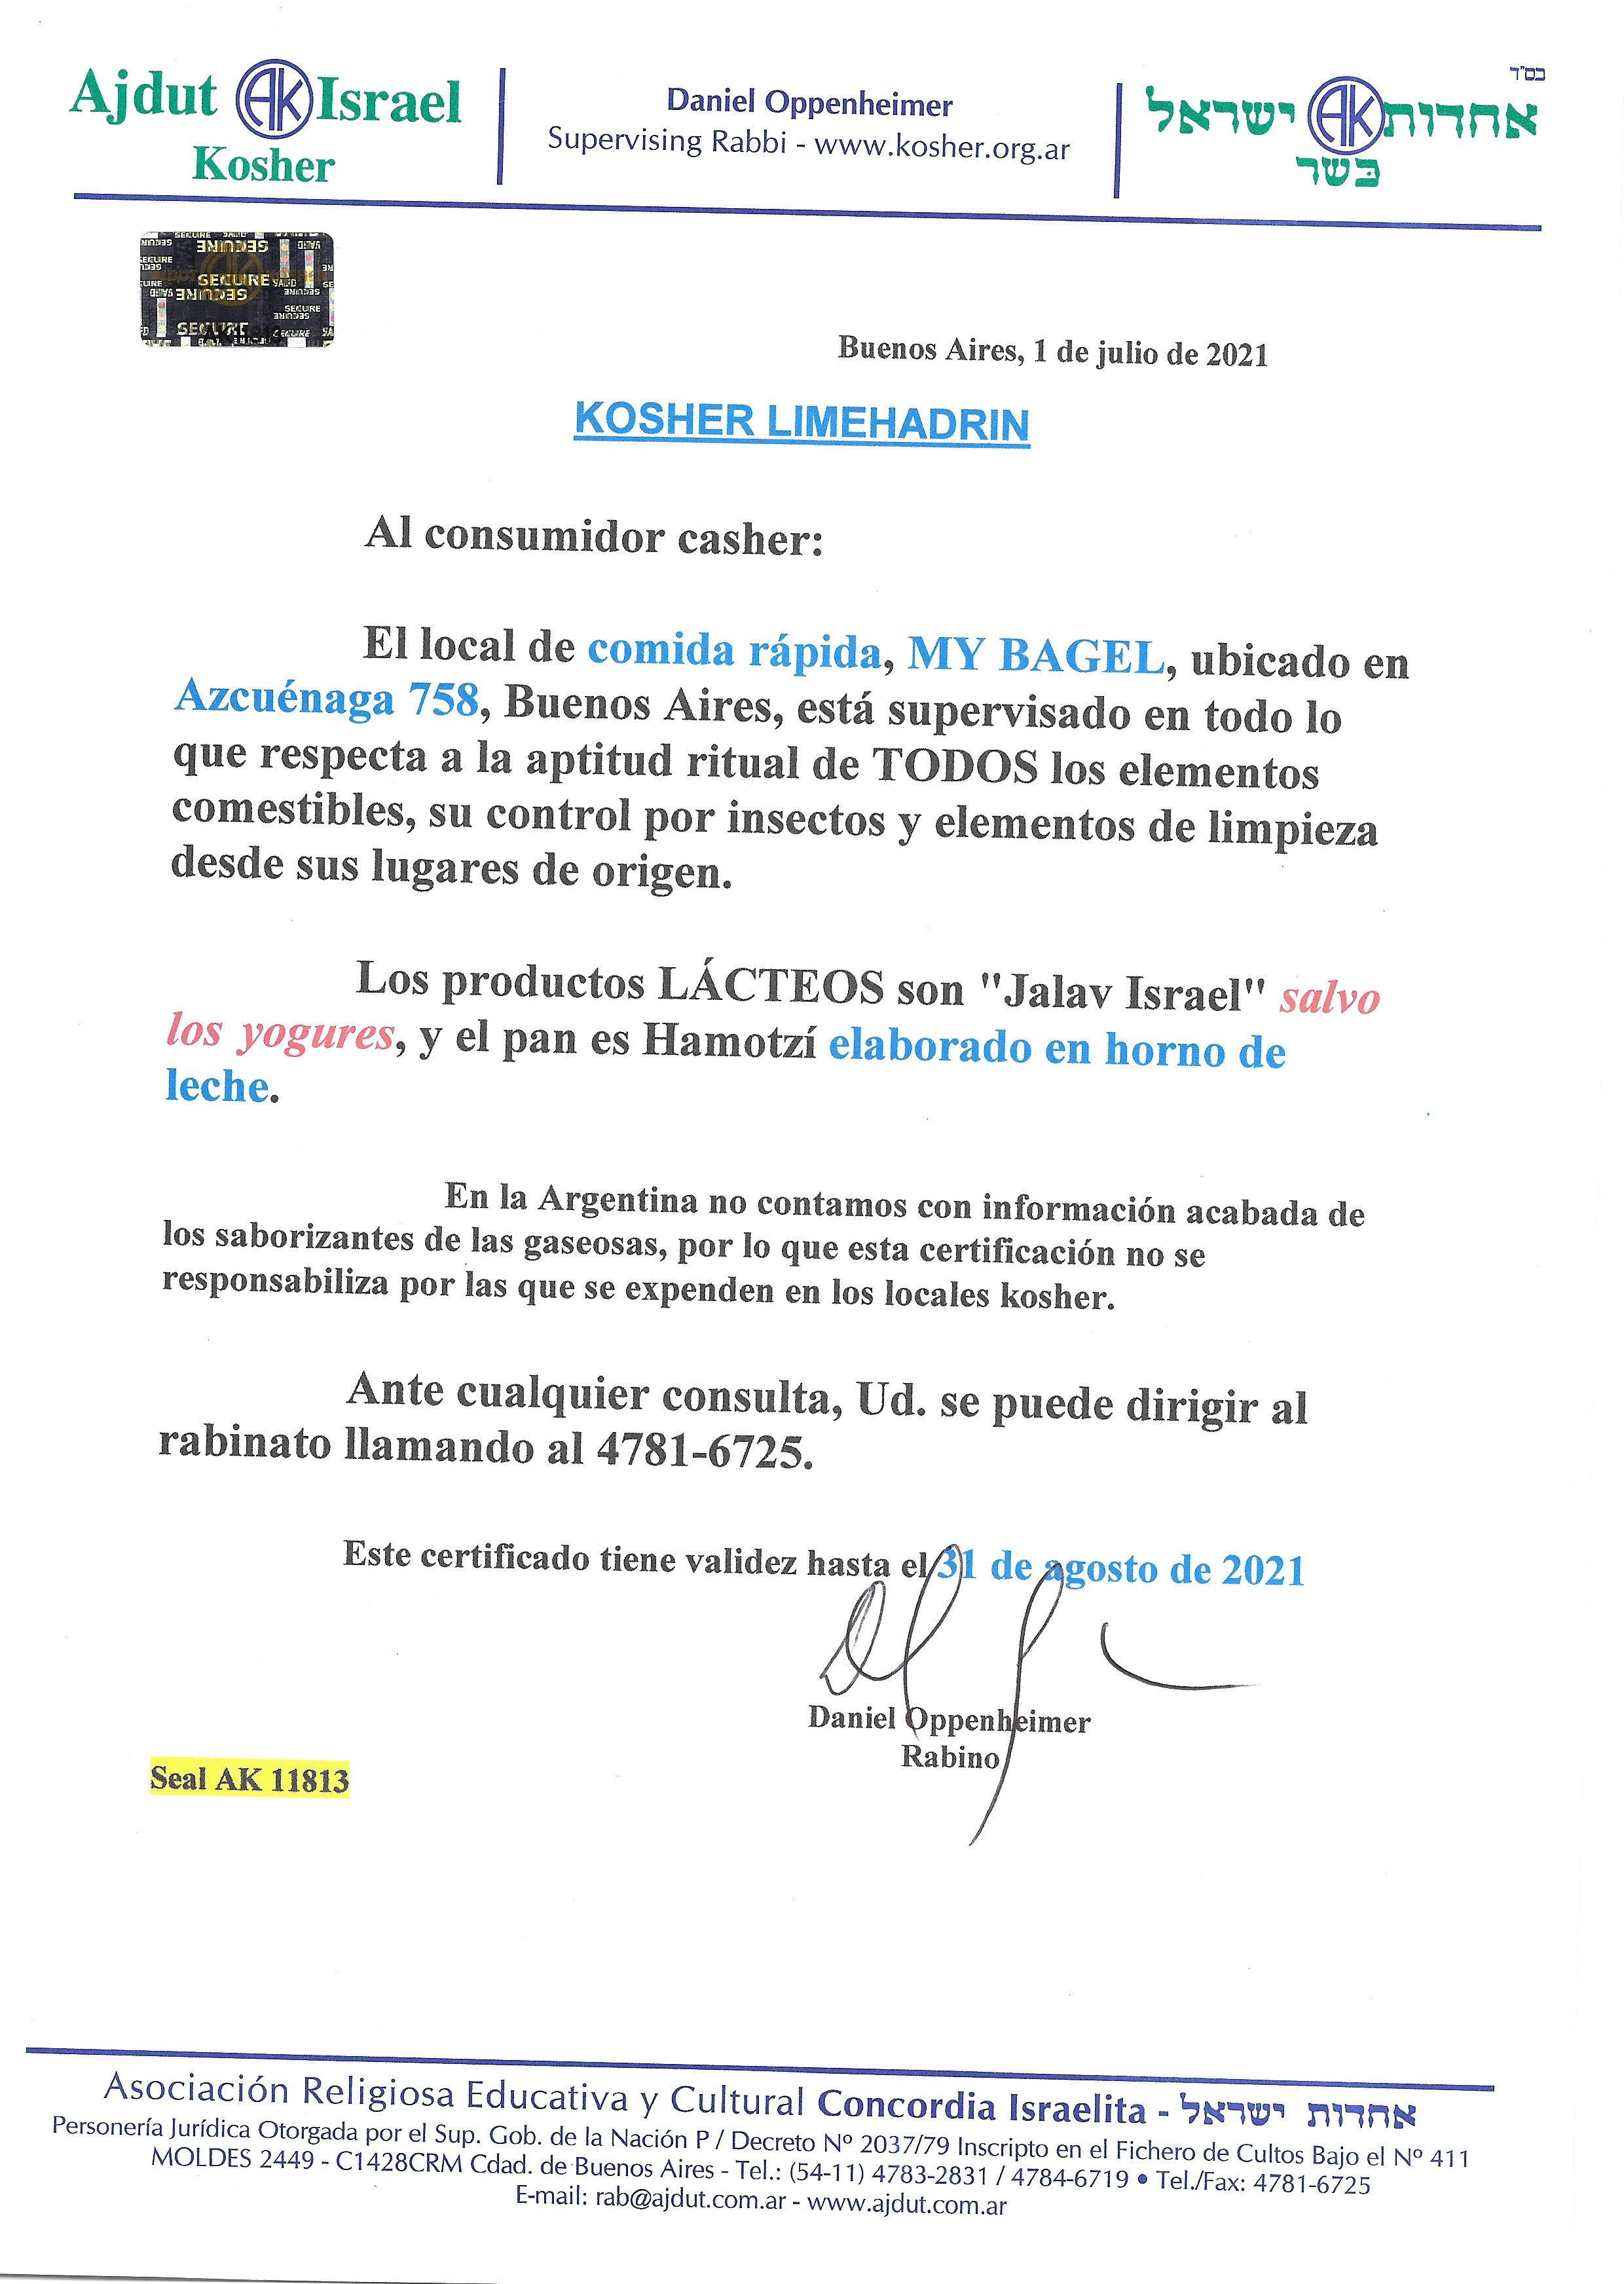 בס"ד
Ajdut AK Israel
Kosher
Daniel Oppenheimer
Supervising Rabbi - www.kosher.org.ar
אחדות AK ישראל
כשר
SECURE
Buenos Aires, 1 de julio de 2021
KOSHER LIMEHADRIN
Al consumidor casher:
El local de comida rápida, MY BAGEL, ubicado en
Azcuénaga 758, Buenos Aires, está supervisado en todo lo
que respecta a la aptitud ritual de TODOS los elementos
comestibles, su control por insectos y elementos de limpieza
desde sus lugares de origen.
Los productos LÁCTEOS son "Jalav Israel" salvo
los yogures, y el pan es Hamotzí elaborado en horno de
leche.
En la Argentina no contamos con información acabada de
los saborizantes de las gaseosas, por lo que esta certificación no se
responsabiliza por las que se expenden en los locales kosher.
Ante cualquier consulta, Ud. se puede dirigir al
rabinato llamando al 4781-6725.
Este certificado tiene validez hasta el 31 de agosto de 2021
Daniel Oppenheimer
Rabino
Seal AK 11813
Asociación Religiosa Educativa y Cultural Concordia Israelita - אחדות ישראל
Personería Jurídica Otorgada por el Sup. Gob. de la Nación P / Decreto Nº 2037/79 Inscripto en el Fichero de Cultos Bajo el Nº 411
MOLDES 2449 - C1428CRM Cdad. de Buenos Aires - Tel.: (54-11) 4783-2831 / 4784-6719 • Tel./Fax: 4781-6725
E-mail: rab@ajdut.com.ar - www.ajdut.com.ar